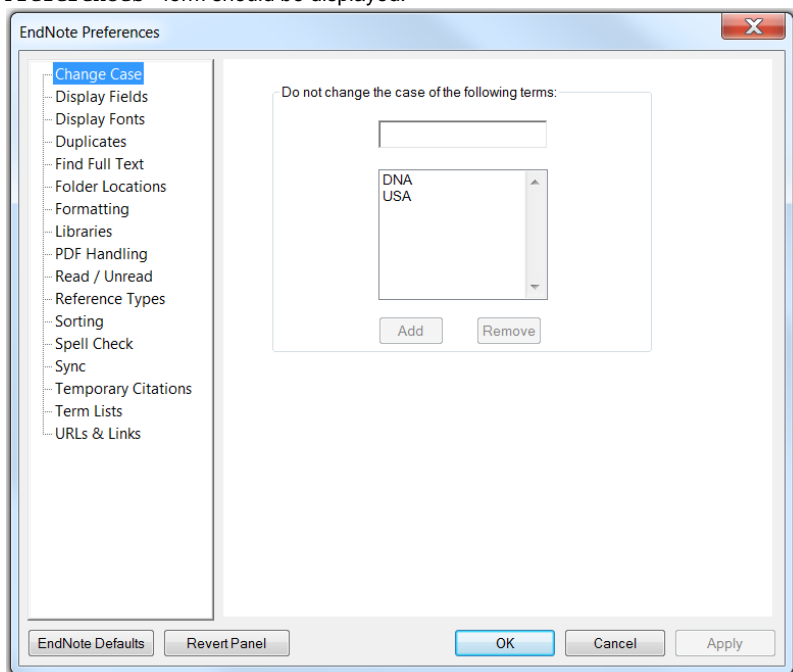 EndNote Preferences
Change Case
Display Fields
Display Fonts
Duplicates
Find Full Text
Folder Locations
Formatting
Libraries
PDF Handling
Read / Unread
Reference Types
Sorting
Spell Check
Sync
Temporary Citations
Term Lists
URLs & Links
Do not change the case of the following terms:
DNA
USA
Add Remove
EndNote Defaults Revert Panel OK Cancel Apply